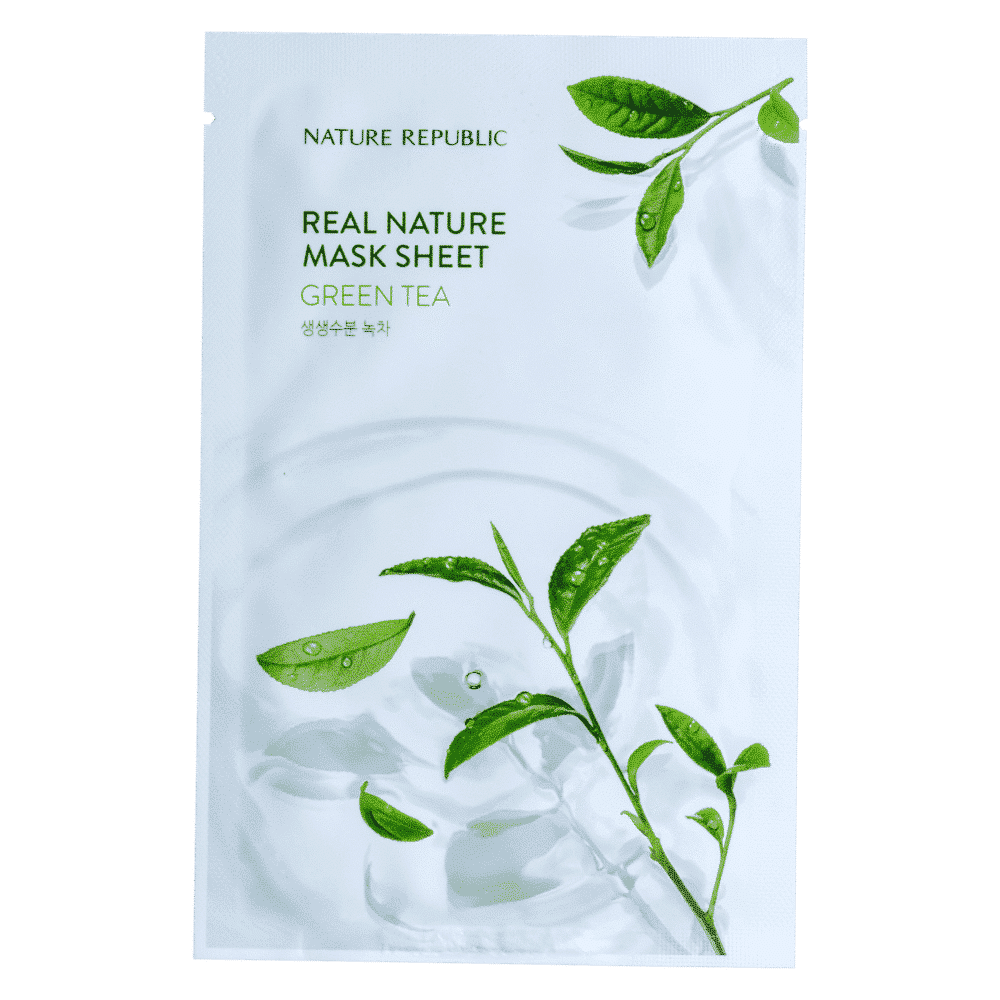 NATURE REPUBLIC
REAL NATURE
MASK SHEET
GREEN TEA
생생수분 녹차